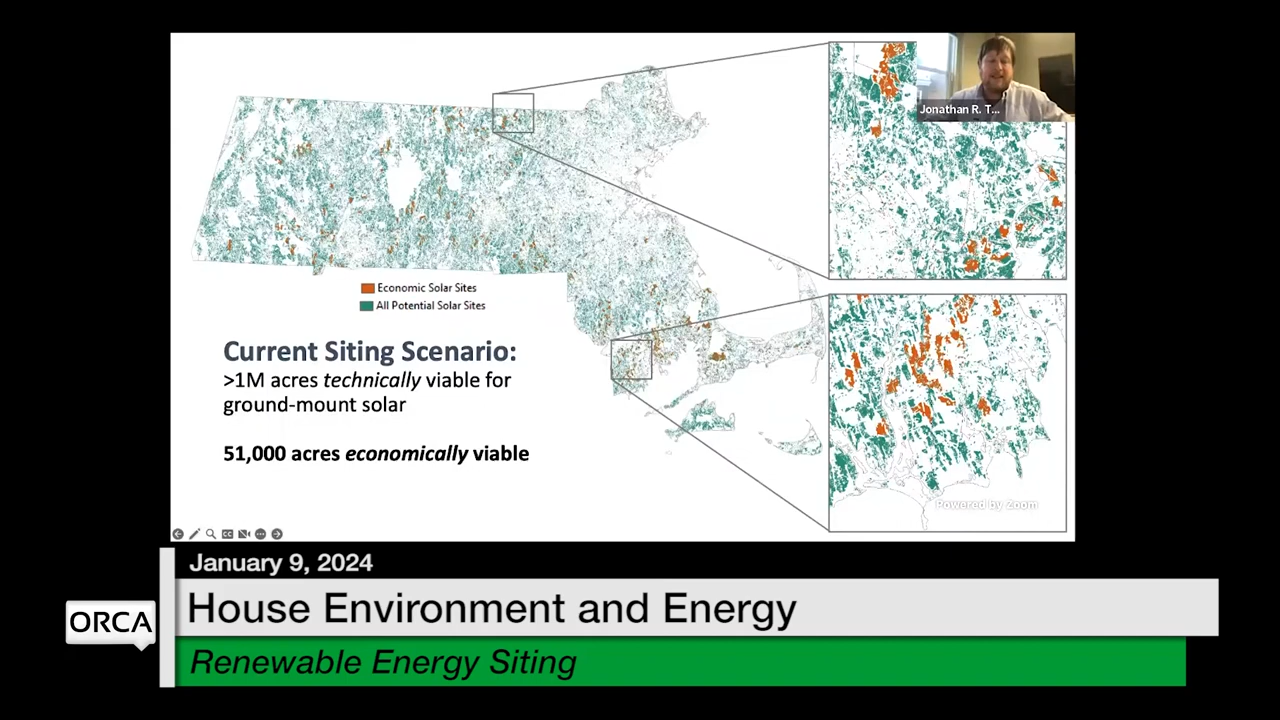 Jonathan R. T...
Economic Solar Sites
All Potential Solar Sites
Current Siting Scenario:
>1M acres technically viable for
ground-mount solar
51,000 acres economically viable
Powered by Zoom
January 9, 2024
House Environment and Energy
ORCA
Renewable Energy Siting